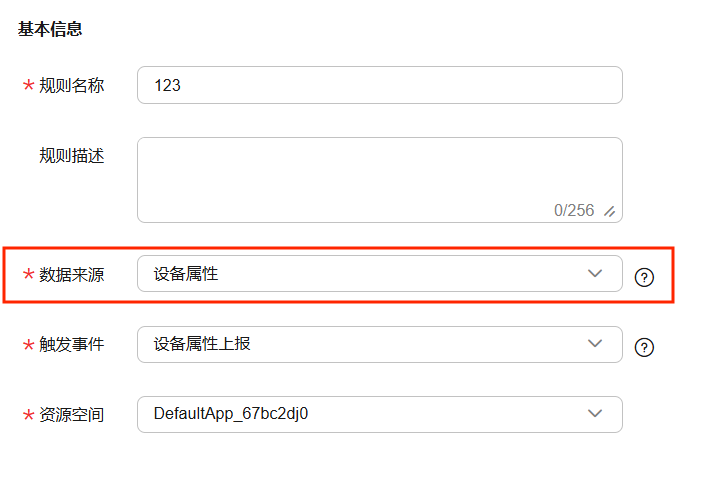 基本信息
* 规则名称 123
规则描述
0/256
* 数据来源 设备属性 ?
* 触发事件 设备属性上报 ?
* 资源空间 DefaultApp_67bc2dj0